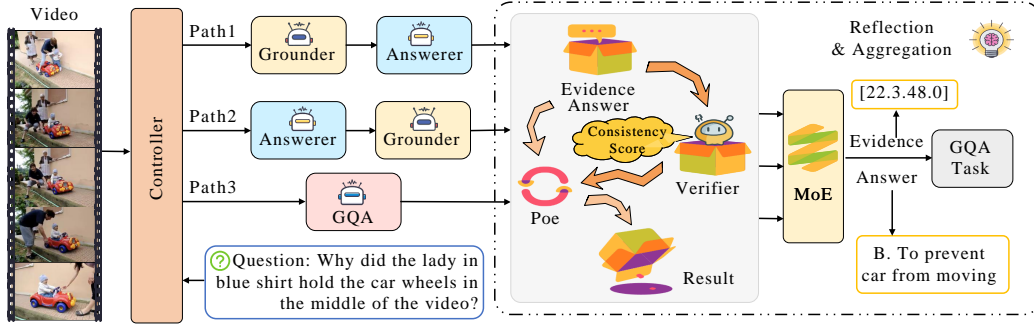 Video
Controller
Path1
Grounder
Answerer
Path2
Answerer
Grounder
Path3
GQA
Question: Why did the lady in
blue shirt hold the car wheels in
the middle of the video?
Evidence
Answer
Consistency
Score
Verifier
Poe
Result
Reflection
& Aggregation
MoE
[22.3.48.0]
Evidence
Answer
GQA
Task
B. To prevent
car from moving